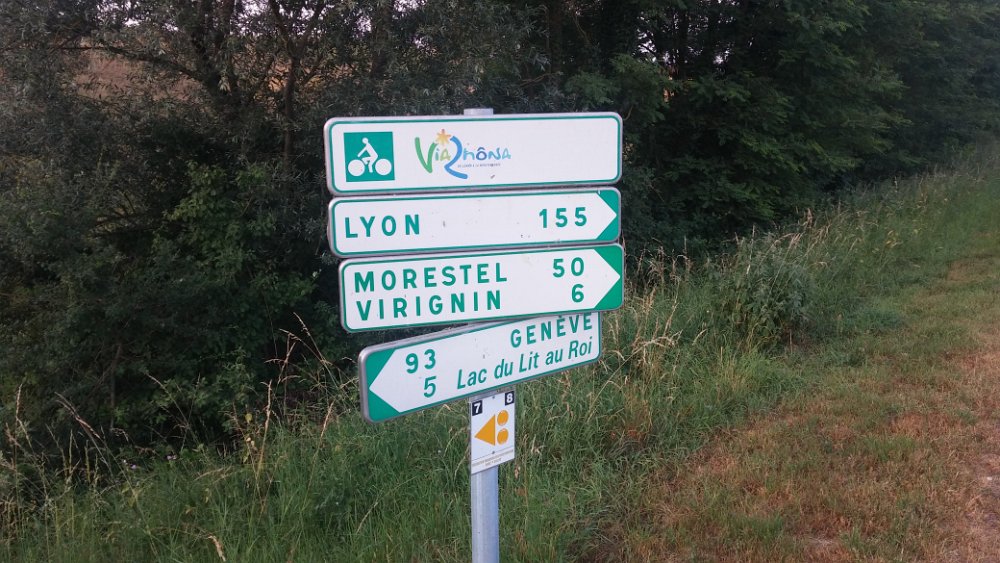 ViaRhôna
LYON 155
MORESTEL 50
VIRIGNIN 6
93 GENÈVE
5 Lac du Lit au Roi
7 8